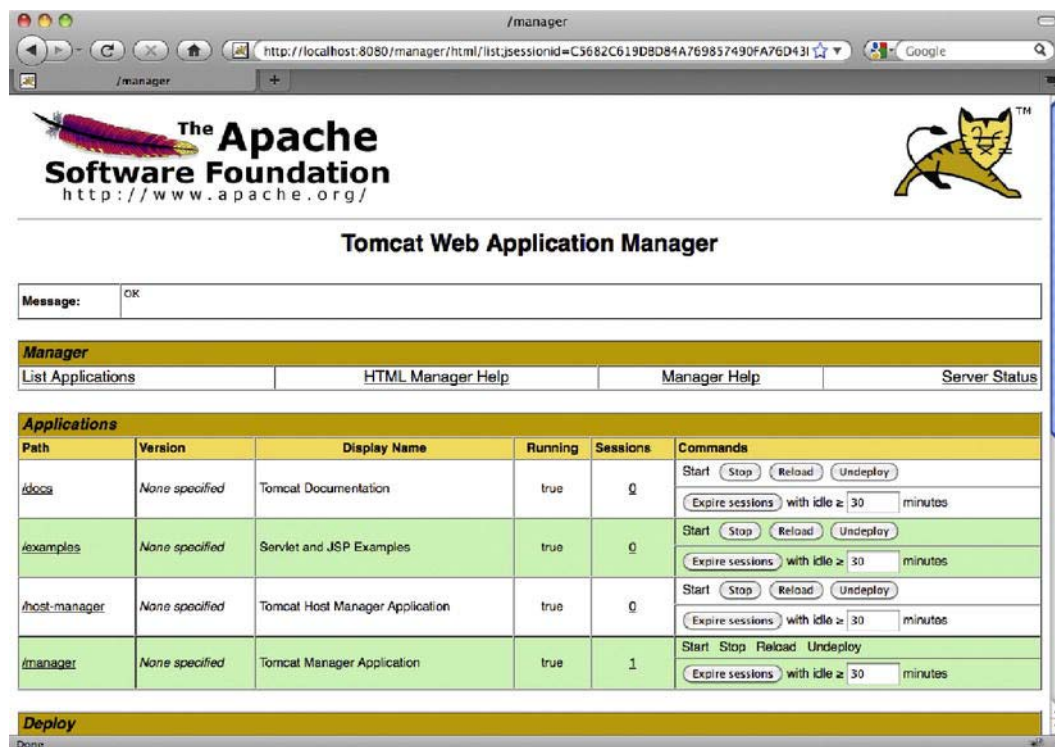 /manager
http://localhost:8080/manager/html/list;jsessionid=C5682C619D8D84A769857490FA76D43
Google
/manager
+
The Apache
Software Foundation
http://www.apache.org/
TM
Tomcat Web Application Manager
Message: OK
Manager
List Applications HTML Manager Help Manager Help Server Status
Applications
Path Version Display Name Running Sessions Commands
/docs None specified Tomcat Documentation true 0 Start Stop Reload Undeploy
Expire sessions with idle ≥ 30 minutes
/examples None specified Servlet and JSP Examples true 0 Start Stop Reload Undeploy
Expire sessions with idle ≥ 30 minutes
/host-manager None specified Tomcat Host Manager Application true 0 Start Stop Reload Undeploy
Expire sessions with idle ≥ 30 minutes
/manager None specified Tomcat Manager Application true 1 Start Stop Reload Undeploy
Expire sessions with idle ≥ 30 minutes
Deploy
Done